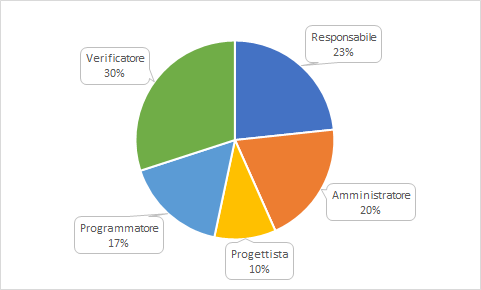 Responsabile
23%
Verificatore
30%
Amministratore
20%
Programmatore
17%
Progettista
10%